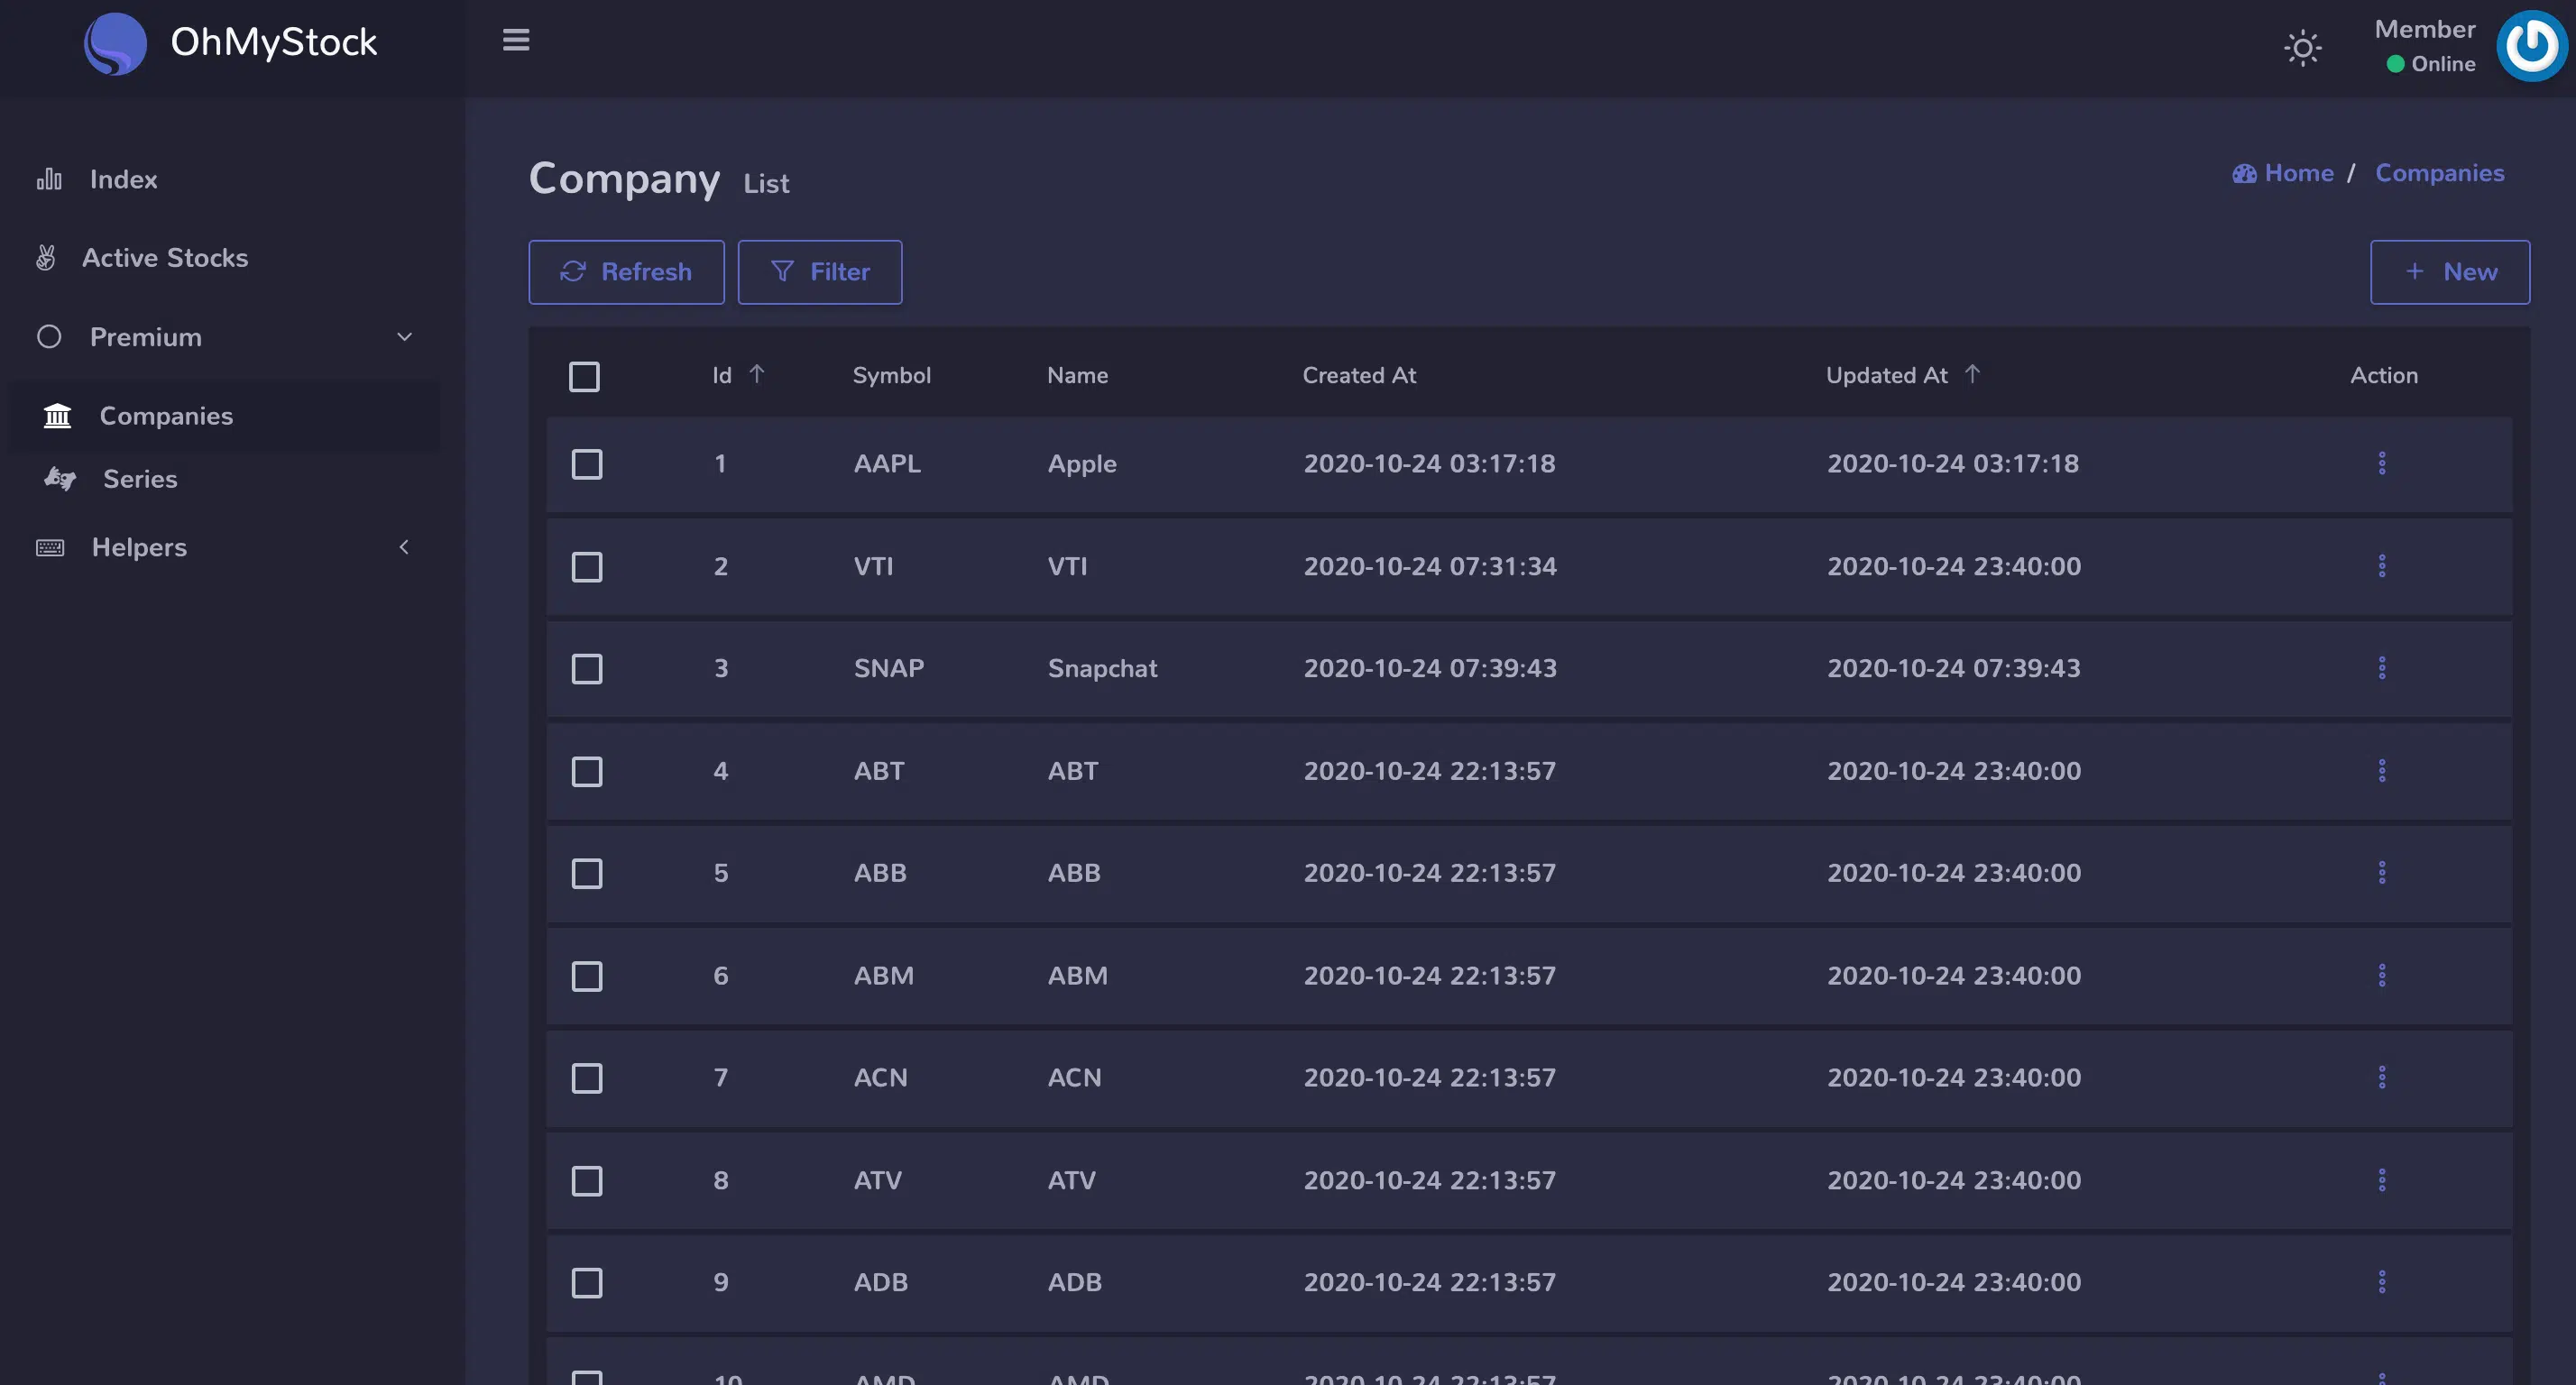 OhMyStock
Member
Online
Index
Active Stocks
Premium
Companies
Series
Helpers
Company List
Home / Companies
Refresh
Filter
+ New
Id Symbol Name Created At Updated At Action
1 AAPL Apple 2020-10-24 03:17:18 2020-10-24 03:17:18
2 VTI VTI 2020-10-24 07:31:34 2020-10-24 23:40:00
3 SNAP Snapchat 2020-10-24 07:39:43 2020-10-24 07:39:43
4 ABT ABT 2020-10-24 22:13:57 2020-10-24 23:40:00
5 ABB ABB 2020-10-24 22:13:57 2020-10-24 23:40:00
6 ABM ABM 2020-10-24 22:13:57 2020-10-24 23:40:00
7 ACN ACN 2020-10-24 22:13:57 2020-10-24 23:40:00
8 ATV ATV 2020-10-24 22:13:57 2020-10-24 23:40:00
9 ADB ADB 2020-10-24 22:13:57 2020-10-24 23:40:00
10 AMD AMD 2020-10-24 22:13:57 2020-10-24 23:40:00